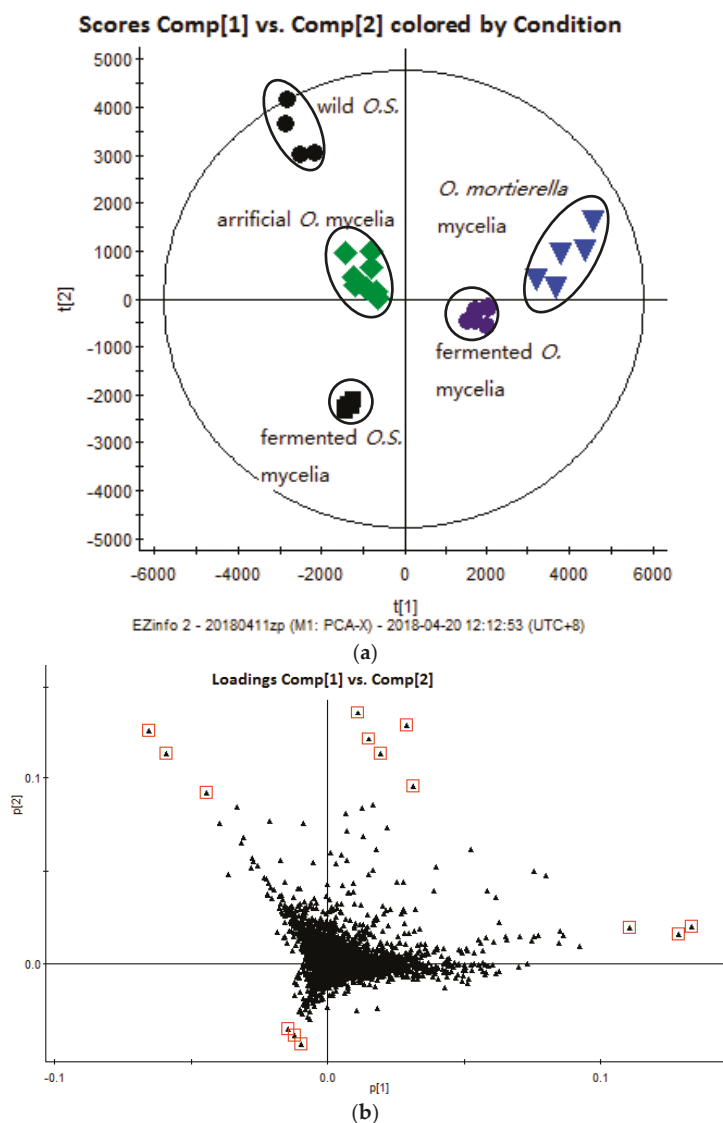 Scores Comp[1] vs. Comp[2] colored by Condition
5000
4000
3000
2000
1000
0
-1000
-2000
-3000
-4000
-5000
t[2]
wild O.S.
O. mortierella
mycelia
arrificial O. mycelia
fermented O.
mycelia
fermented O.S.
mycelia
-6000 -4000 -2000 0 2000 4000 6000
t[1]
EZinfo 2 - 20180411zp (M1: PCA-X) - 2018-04-20 12:12:53 (UTC+8)
(a)
Loadings Comp[1] vs. Comp[2]
0.1
p[2]
0.0
-0.1 0.0 0.1
p[1]
(b)